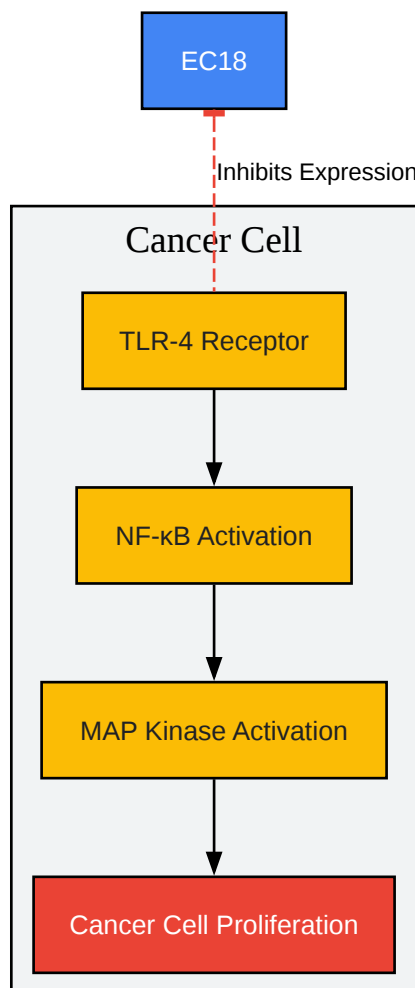 EC18
Inhibits Expression
Cancer Cell
TLR-4 Receptor
NF-κB Activation
MAP Kinase Activation
Cancer Cell Proliferation